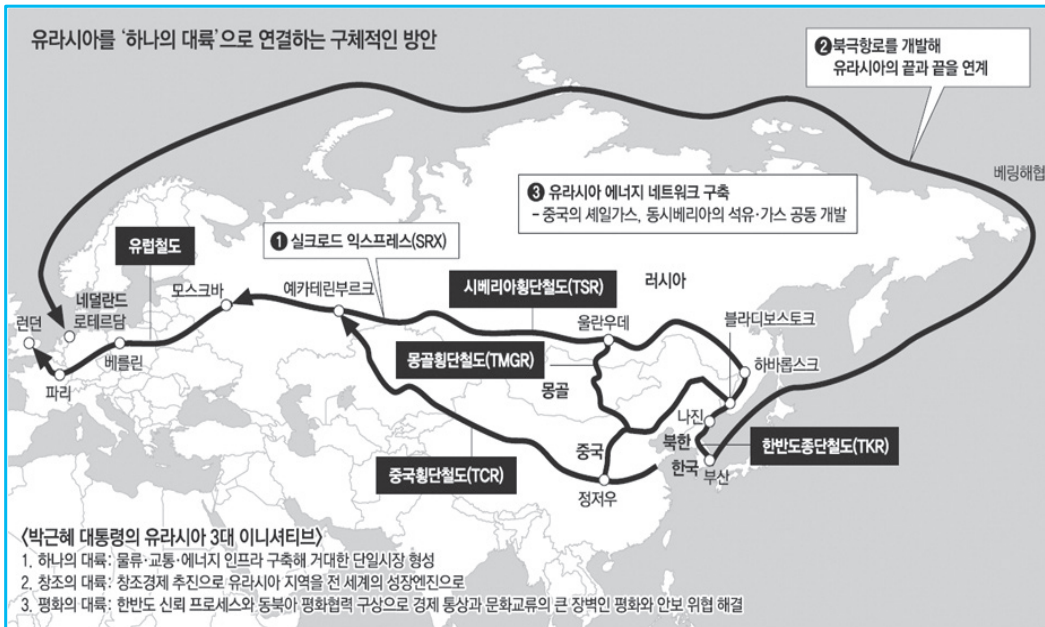 유라시아를 ‘하나의 대륙’으로 연결하는 구체적인 방안
❷북극항로를 개발해
유라시아의 끝과 끝을 연계
베링해협
❸ 유라시아 에너지 네트워크 구축
- 중국의 셰일가스, 동시베리아의 석유·가스 공동 개발
❶ 실크로드 익스프레스(SRX)
유럽철도
모스크바
예카테린부르크
시베리아횡단철도(TSR)
러시아
네덜란드
로테르담
런던
베를린
파리
울란우데
블라디보스토크
몽골횡단철도(TMGR)
몽골
하바롭스크
나진
북한
한반도종단철도(TKR)
중국
한국
부산
중국횡단철도(TCR)
정저우
〈박근혜 대통령의 유라시아 3대 이니셔티브〉
1. 하나의 대륙: 물류·교통·에너지 인프라 구축해 거대한 단일시장 형성
2. 창조의 대륙: 창조경제 추진으로 유라시아 지역을 전 세계의 성장엔진으로
3. 평화의 대륙: 한반도 신뢰 프로세스와 동북아 평화협력 구상으로 경제 통상과 문화교류의 큰 장벽인 평화와 안보 위협 해결